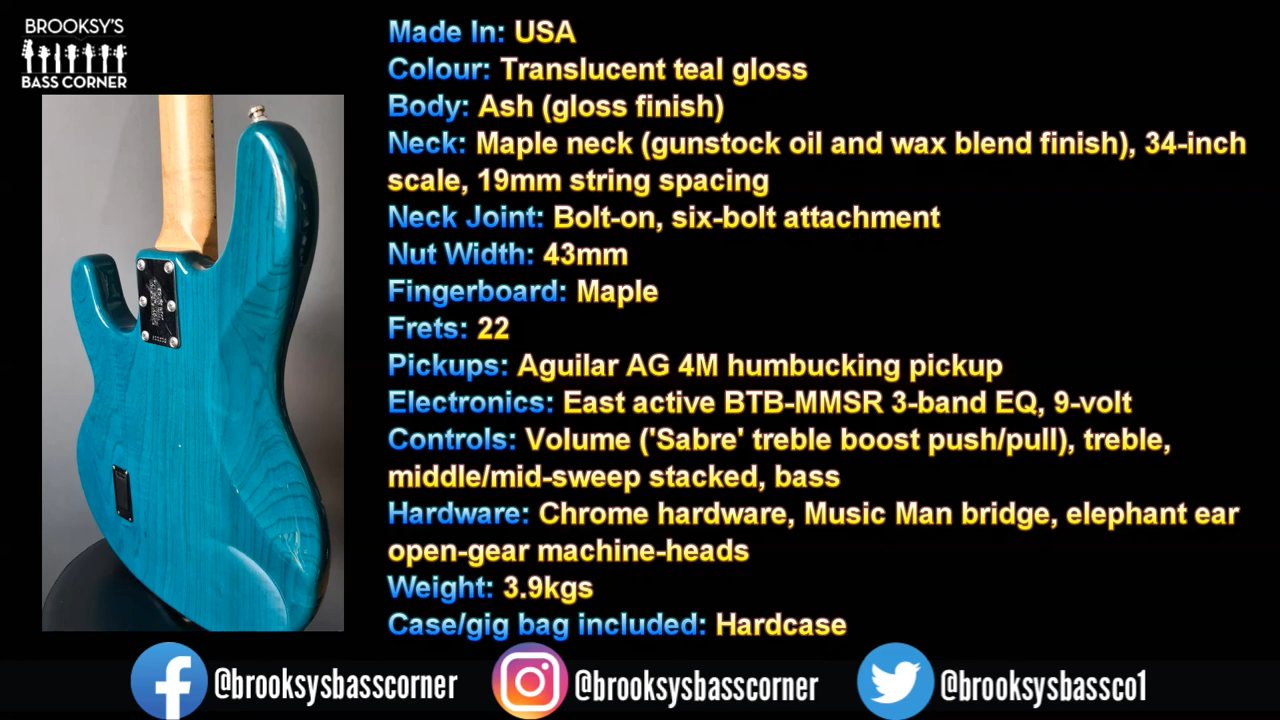 BROOKSY'S
BASS CORNER
Made In: USA
Colour: Translucent teal gloss
Body: Ash (gloss finish)
Neck: Maple neck (gunstock oil and wax blend finish), 34-inch
scale, 19mm string spacing
Neck Joint: Bolt-on, six-bolt attachment
Nut Width: 43mm
Fingerboard: Maple
Frets: 22
Pickups: Aguilar AG 4M humbucking pickup
Electronics: East active BTB-MMSR 3-band EQ, 9-volt
Controls: Volume ('Sabre' treble boost push/pull), treble,
middle/mid-sweep stacked, bass
Hardware: Chrome hardware, Music Man bridge, elephant ear
open-gear machine-heads
Weight: 3.9kgs
Case/gig bag included: Hardcase
@brooksysbasscorner
@brooksysbasscorner
@brooksysbassco1